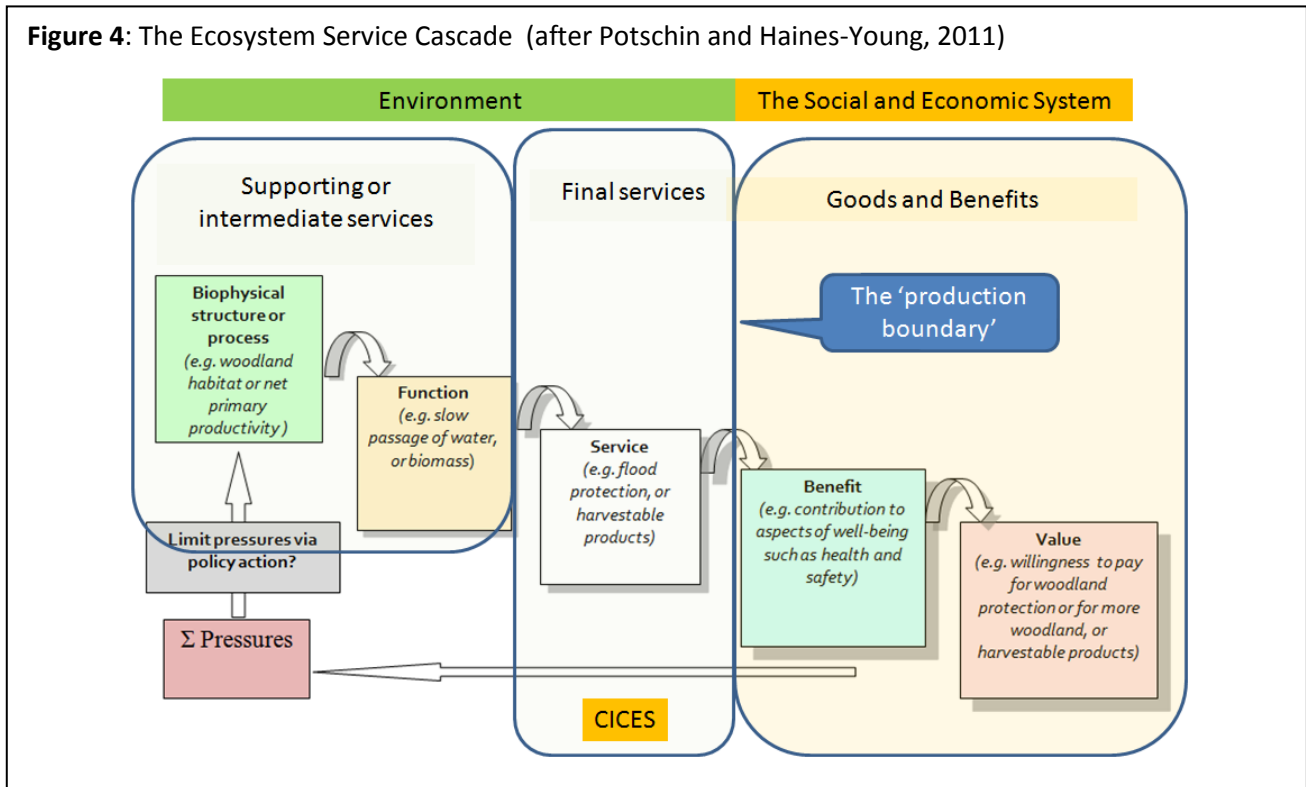 Figure 4: The Ecosystem Service Cascade (after Potschin and Haines-Young, 2011)
Environment
The Social and Economic System
Supporting or
intermediate services
Final services
Goods and Benefits
Biophysical
structure or
process
(e.g. woodland
habitat or net
primary
productivity )
The ‘production
boundary’
Function
(e.g. slow
passage of water,
or biomass)
Service
(e.g. flood
protection, or
harvestable
products)
Benefit
(e.g. contribution to
aspects of well-being
such as health and
safety)
Value
(e.g. willingness to pay
for woodland
protection or for more
woodland, or
harvestable products)
Limit pressures via
policy action?
Σ Pressures
CICES